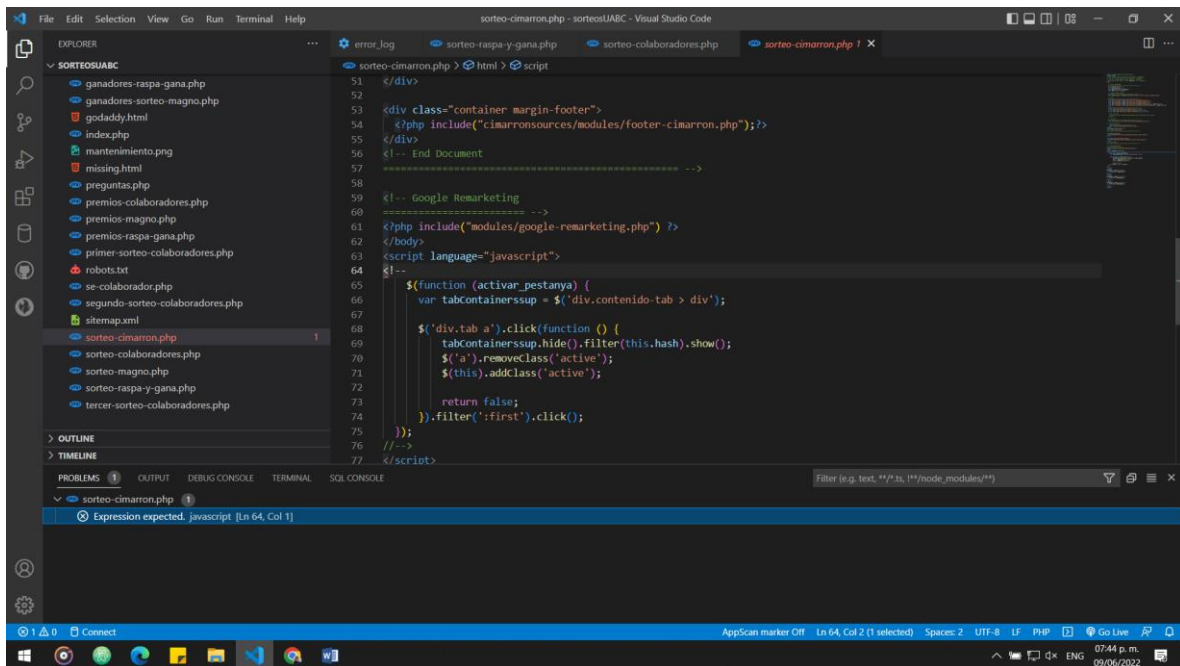 File Edit Selection View Go Run Terminal Help
sorteo-cimarron.php - sorteosUABC - Visual Studio Code
EXPLORER
SORTEOSUABC
ganadores-raspa-gana.php
ganadores-sorteo-magno.php
godaddy.html
index.php
mantenimiento.png
missing.html
preguntas.php
premios-colaboradores.php
premios-magno.php
premios-raspa-gana.php
primer-sorteo-colaboradores.php
robots.txt
se-colaborador.php
segundo-sorteo-colaboradores.php
sitemap.xml
sorteo-cimarron.php 1
sorteo-colaboradores.php
sorteo-magno.php
sorteo-raspa-y-gana.php
tercer-sorteo-colaboradores.php
OUTLINE
TIMELINE
error_log sorteo-raspa-y-gana.php sorteo-colaboradores.php sorteo-cimarron.php 1
sorteo-cimarron.php > html > script
51 </div>
52
53 <div class="container margin-footer">
54 <?php include("cimarronsources/modules/footer-cimarron.php");?>
55 </div>
56 <!-- End Document
57 ================================================== -->
58
59 <!-- Google Remarketing
60 ======================== -->
61 <?php include("modules/google-remarketing.php") ?>
62 </body>
63 <script language="javascript">
64 <!--
65 $(function (activar_pestanya) {
66 var tabContainerssup = $('div.contenido-tab > div');
67
68 $('div.tab a').click(function () {
69 tabContainerssup.hide().filter(this.hash).show();
70 $('a').removeClass('active');
71 $(this).addClass('active');
72
73 return false;
74 }).filter(':first').click();
75 });
76 //-->
77 </script>
PROBLEMS 1 OUTPUT DEBUG CONSOLE TERMINAL SQL CONSOLE
Filter (e.g. text, **/*.ts, !**/node_modules/**)
sorteo-cimarron.php 1
Expression expected. javascript [Ln 64, Col 1]
1 0 Connect
AppScan marker Off Ln 64, Col 2 (1 selected) Spaces: 2 UTF-8 LF PHP Go Live
ENG
07:44 p. m.
09/06/2022